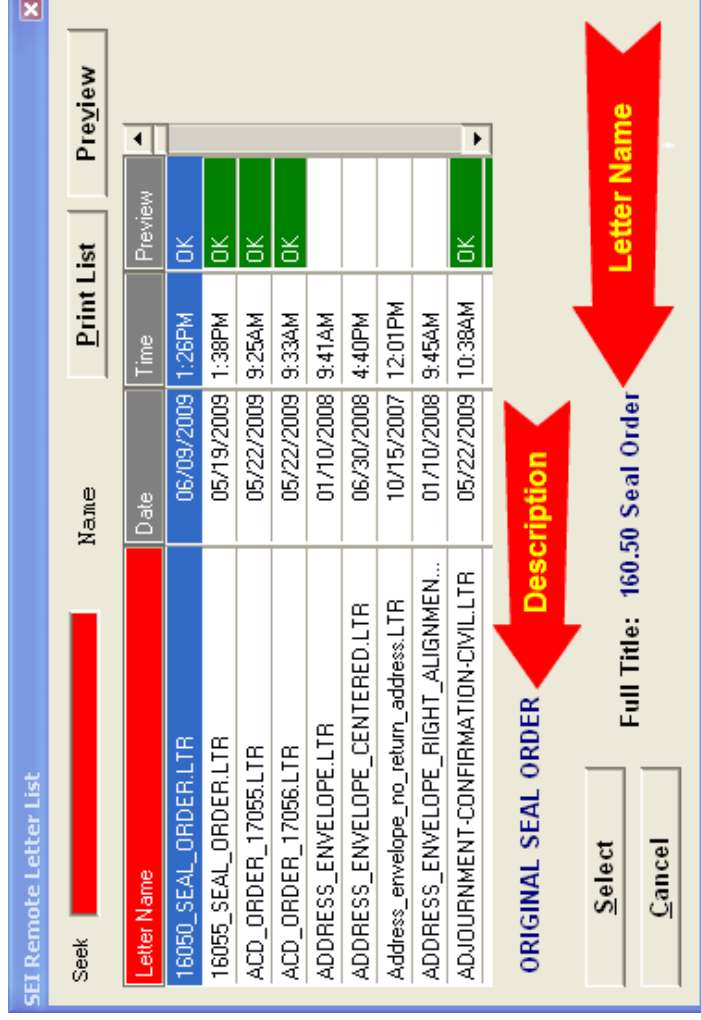 SEI Remote Letter List
Seek Name Print List Preview
Letter Name Date Time Preview
16050_SEAL_ORDER.LTR 06/09/2009 1:26PM OK
16055_SEAL_ORDER.LTR 05/19/2009 1:38PM OK
ACD_ORDER_17055.LTR 05/22/2009 9:25AM OK
ACD_ORDER_17056.LTR 05/22/2009 9:33AM OK
ADDRESS_ENVELOPE.LTR 01/10/2008 9:41AM
ADDRESS_ENVELOPE_CENTERED.LTR 06/30/2008 4:40PM
Address_envelope_no_return_address.LTR 10/15/2007 12:01PM
ADDRESS_ENVELOPE_RIGHT_ALIGNMEN... 01/10/2008 9:45AM
ADJOURNMENT-CONFIRMATION-CIVIL.LTR 05/22/2009 10:38AM OK
ORIGINAL SEAL ORDER Description
Select Full Title: 160.50 Seal Order Letter Name
Cancel